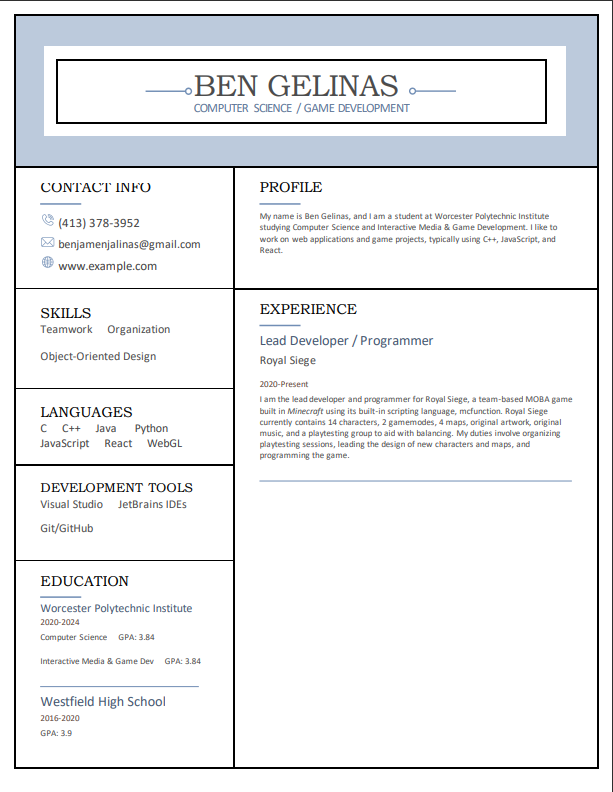 BEN GELINAS
COMPUTER SCIENCE / GAME DEVELOPMENT
CONTACT INFO
(413) 378-3952
benjamenjalinas@gmail.com
www.example.com
SKILLS
Teamwork Organization
Object-Oriented Design
LANGUAGES
C C++ Java Python
JavaScript React WebGL
DEVELOPMENT TOOLS
Visual Studio JetBrains IDEs
Git/GitHub
EDUCATION
Worcester Polytechnic Institute
2020-2024
Computer Science GPA: 3.84
Interactive Media & Game Dev GPA: 3.84
Westfield High School
2016-2020
GPA: 3.9
PROFILE
My name is Ben Gelinas, and I am a student at Worcester Polytechnic Institute
studying Computer Science and Interactive Media & Game Development. I like to
work on web applications and game projects, typically using C++, JavaScript, and
React.
EXPERIENCE
Lead Developer / Programmer
Royal Siege
2020-Present
I am the lead developer and programmer for Royal Siege, a team-based MOBA game
built in Minecraft using its built-in scripting language, mcfunction. Royal Siege
currently contains 14 characters, 2 gamemodes, 4 maps, original artwork, original
music, and a playtesting group to aid with balancing. My duties involve organizing
playtesting sessions, leading the design of new characters and maps, and
programming the game.